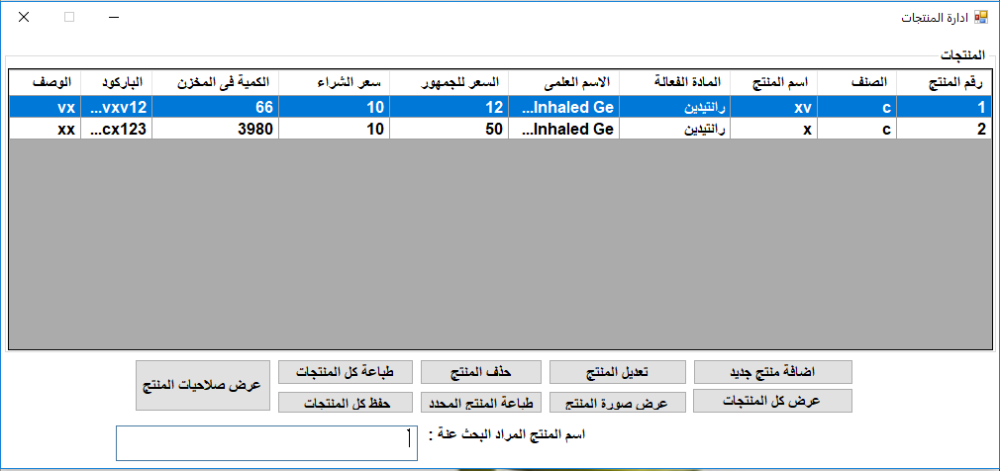 ادارة المنتجات
المنتجات
رقم المنتج الصنف اسم المنتج المادة الفعالة الاسم العلمى السعر للجمهور سعر الشراء الكمية فى المخزن الباركود الوصف
1 c xv رانتيدين Inhaled Ge... 12 10 66 vxv12... vx
2 c x رانتيدين Inhaled Ge... 50 10 3980 cx123... xx
اضافة منتج جديد تعديل المنتج حذف المنتج طباعة كل المنتجات عرض صلاحيات المنتج
عرض كل المنتجات عرض صورة المنتج طباعة المنتج المحدد حفظ كل المنتجات
اسم المنتج المراد البحث عنة :